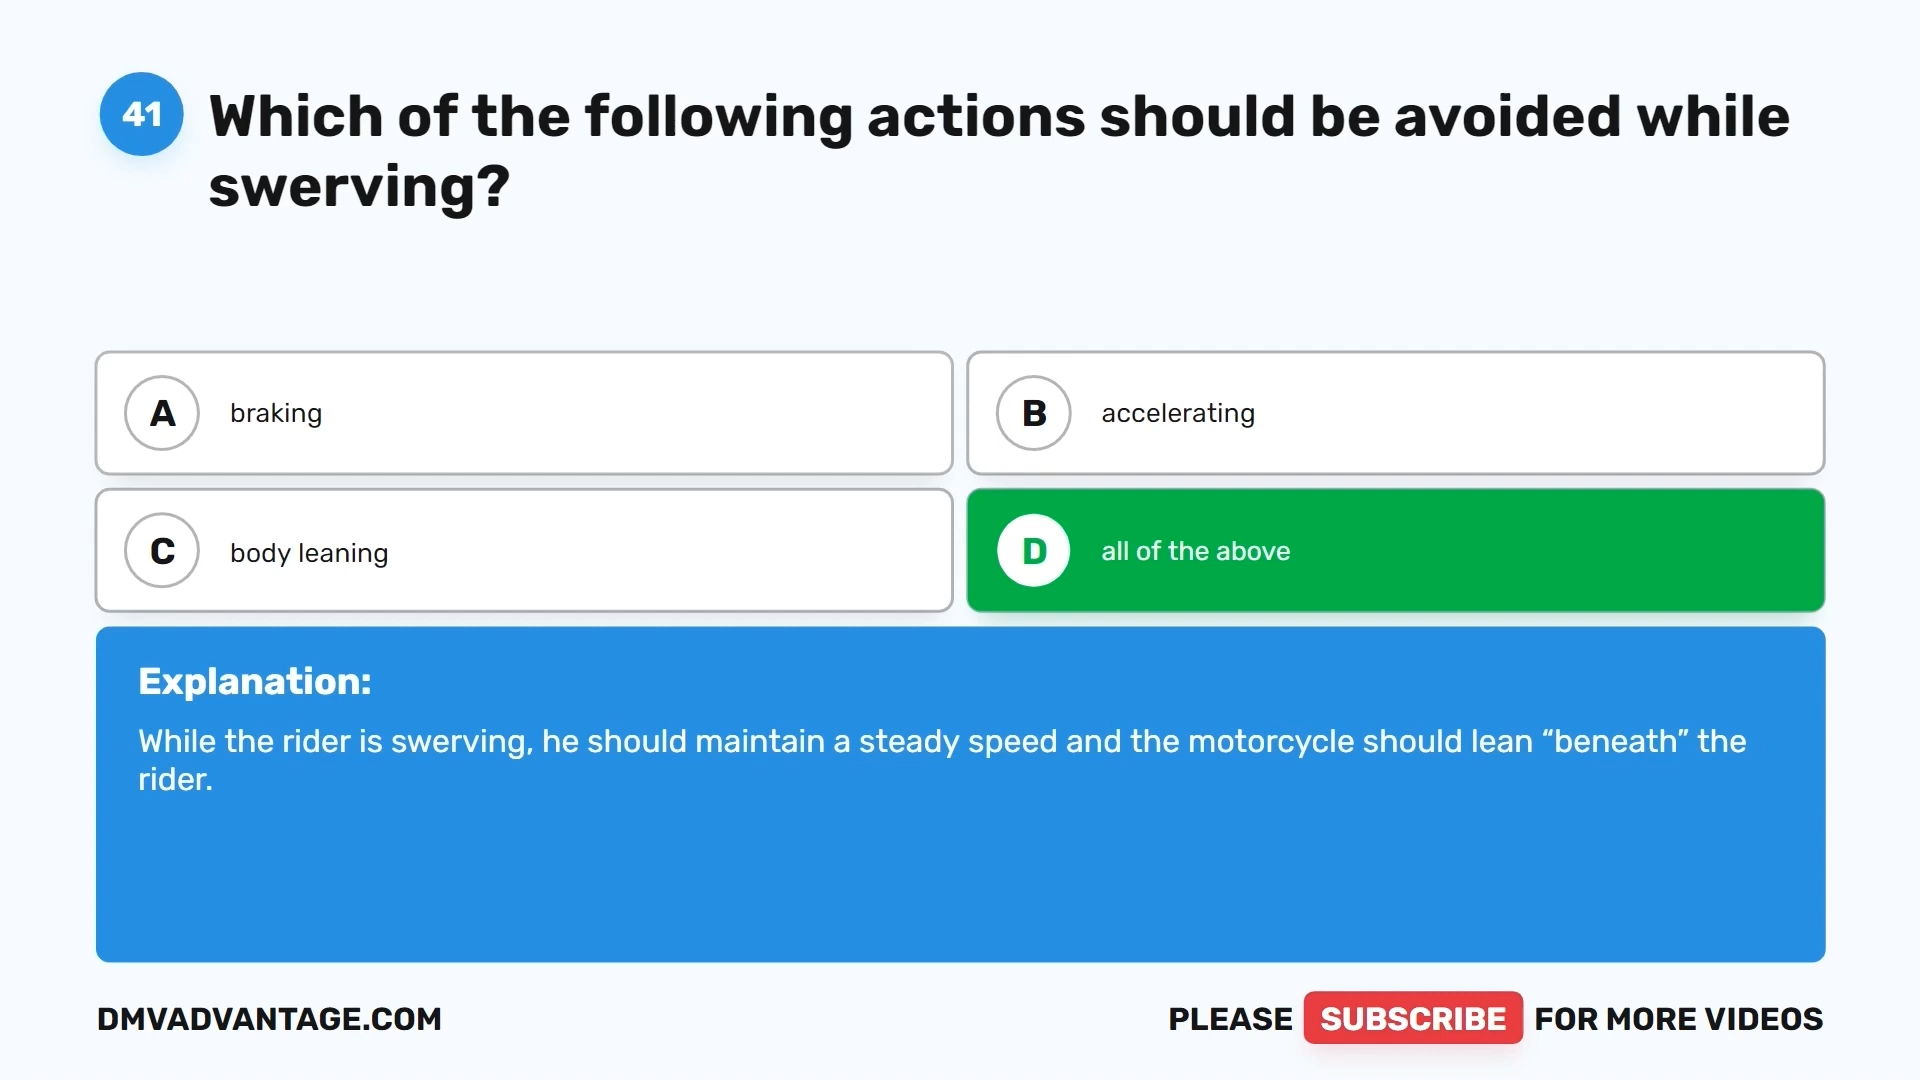 41
Which of the following actions should be avoided while
swerving?
A braking
B accelerating
C body leaning
D all of the above
Explanation:
While the rider is swerving, he should maintain a steady speed and the motorcycle should lean “beneath” the
rider.
DMVADVANTAGE.COM
PLEASE SUBSCRIBE FOR MORE VIDEOS